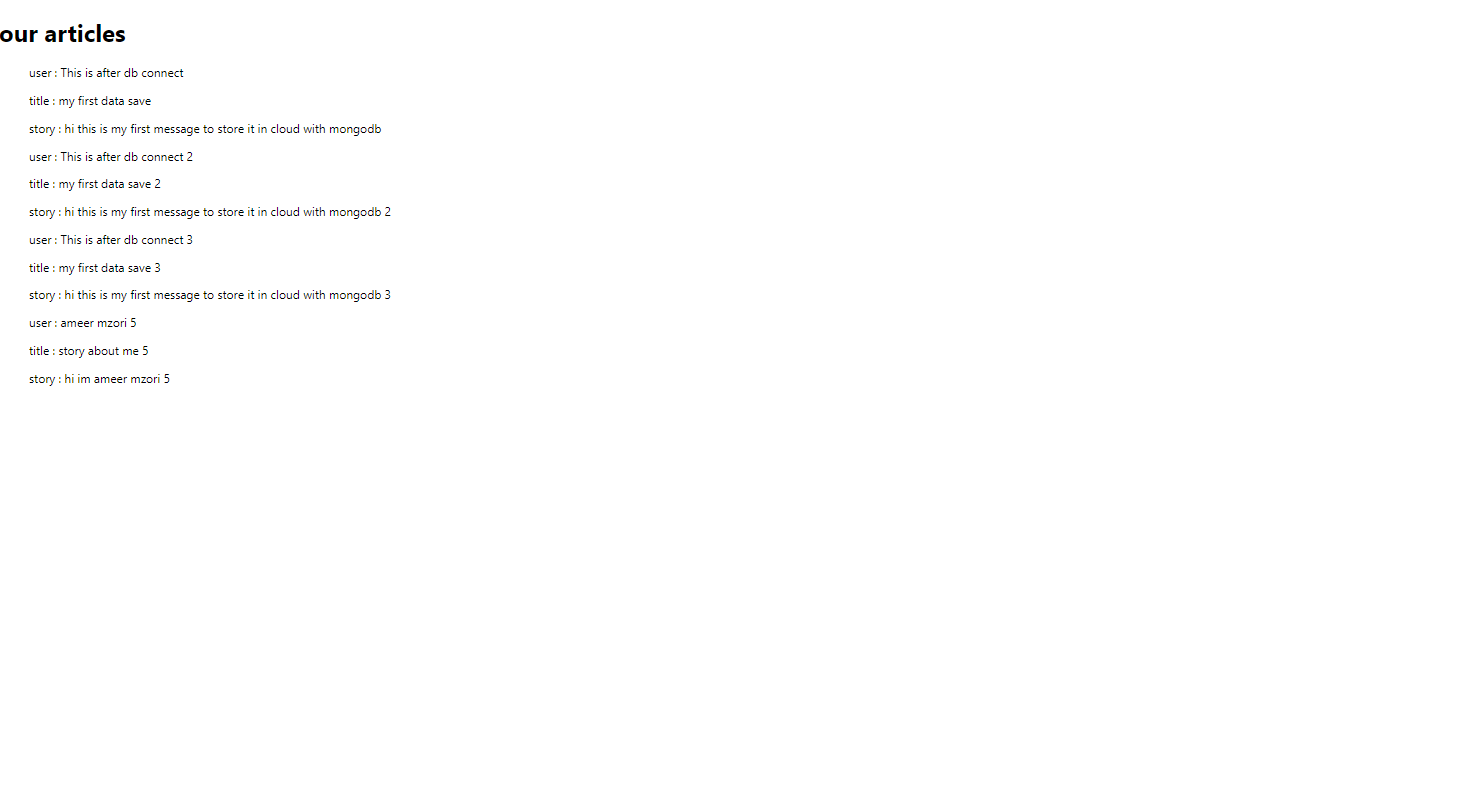 our articles
user : This is after db connect
title : my first data save
story : hi this is my first message to store it in cloud with mongodb
user : This is after db connect 2
title : my first data save 2
story : hi this is my first message to store it in cloud with mongodb 2
user : This is after db connect 3
title : my first data save 3
story : hi this is my first message to store it in cloud with mongodb 3
user : ameer mzori 5
title : story about me 5
story : hi im ameer mzori 5